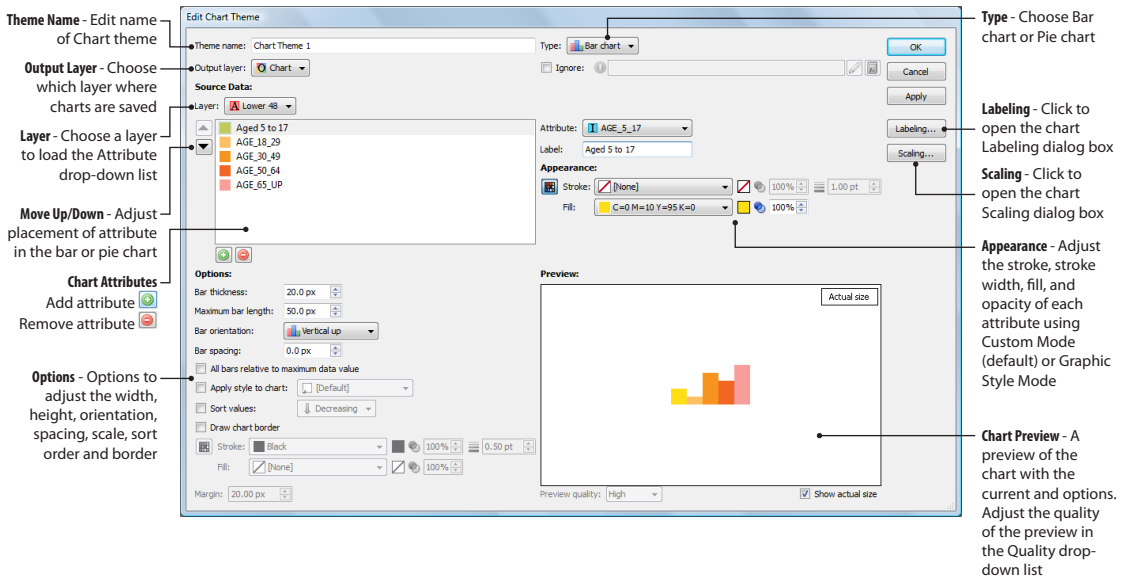 Theme Name - Edit name
of Chart theme
Output Layer - Choose
which layer where
charts are saved
Layer - Choose a layer
to load the Attribute
drop-down list
Move Up/Down - Adjust
placement of attribute
in the bar or pie chart
Chart Attributes
Add attribute
Remove attribute
Options - Options to
adjust the width,
height, orientation,
spacing, scale, sort
order and border
Edit Chart Theme
Theme name: Chart Theme 1
Type: Bar chart
OK
Output layer: Chart
Ignore:
Cancel
Source Data:
Apply
Layer: A Lower 48
Aged 5 to 17
AGE_18_29
AGE_30_49
AGE_50_64
AGE_65_UP
Attribute: I AGE_5_17
Labeling...
Label: Aged 5 to 17
Scaling...
Appearance:
Stroke: [None] 100% 1.00 pt
Fill: C=0 M=10 Y=95 K=0 100%
Options:
Bar thickness: 20.0 px
Maximum bar length: 50.0 px
Bar orientation: Vertical up
Bar spacing: 0.0 px
All bars relative to maximum data value
Apply style to chart: [Default]
Sort values: Decreasing
Draw chart border
Stroke: Black 100% 0.50 pt
Fill: [None] 100%
Margin: 20.00 px
Preview:
Actual size
Preview quality: High
Show actual size
Type - Choose Bar
chart or Pie chart
Labeling - Click to
open the chart
Labeling dialog box
Scaling - Click to
open the chart
Scaling dialog box
Appearance - Adjust
the stroke, stroke
width, fill, and
opacity of each
attribute using
Custom Mode
(default) or Graphic
Style Mode
Chart Preview - A
preview of the
chart with the
current and options.
Adjust the quality
of the preview in
the Quality drop-
down list